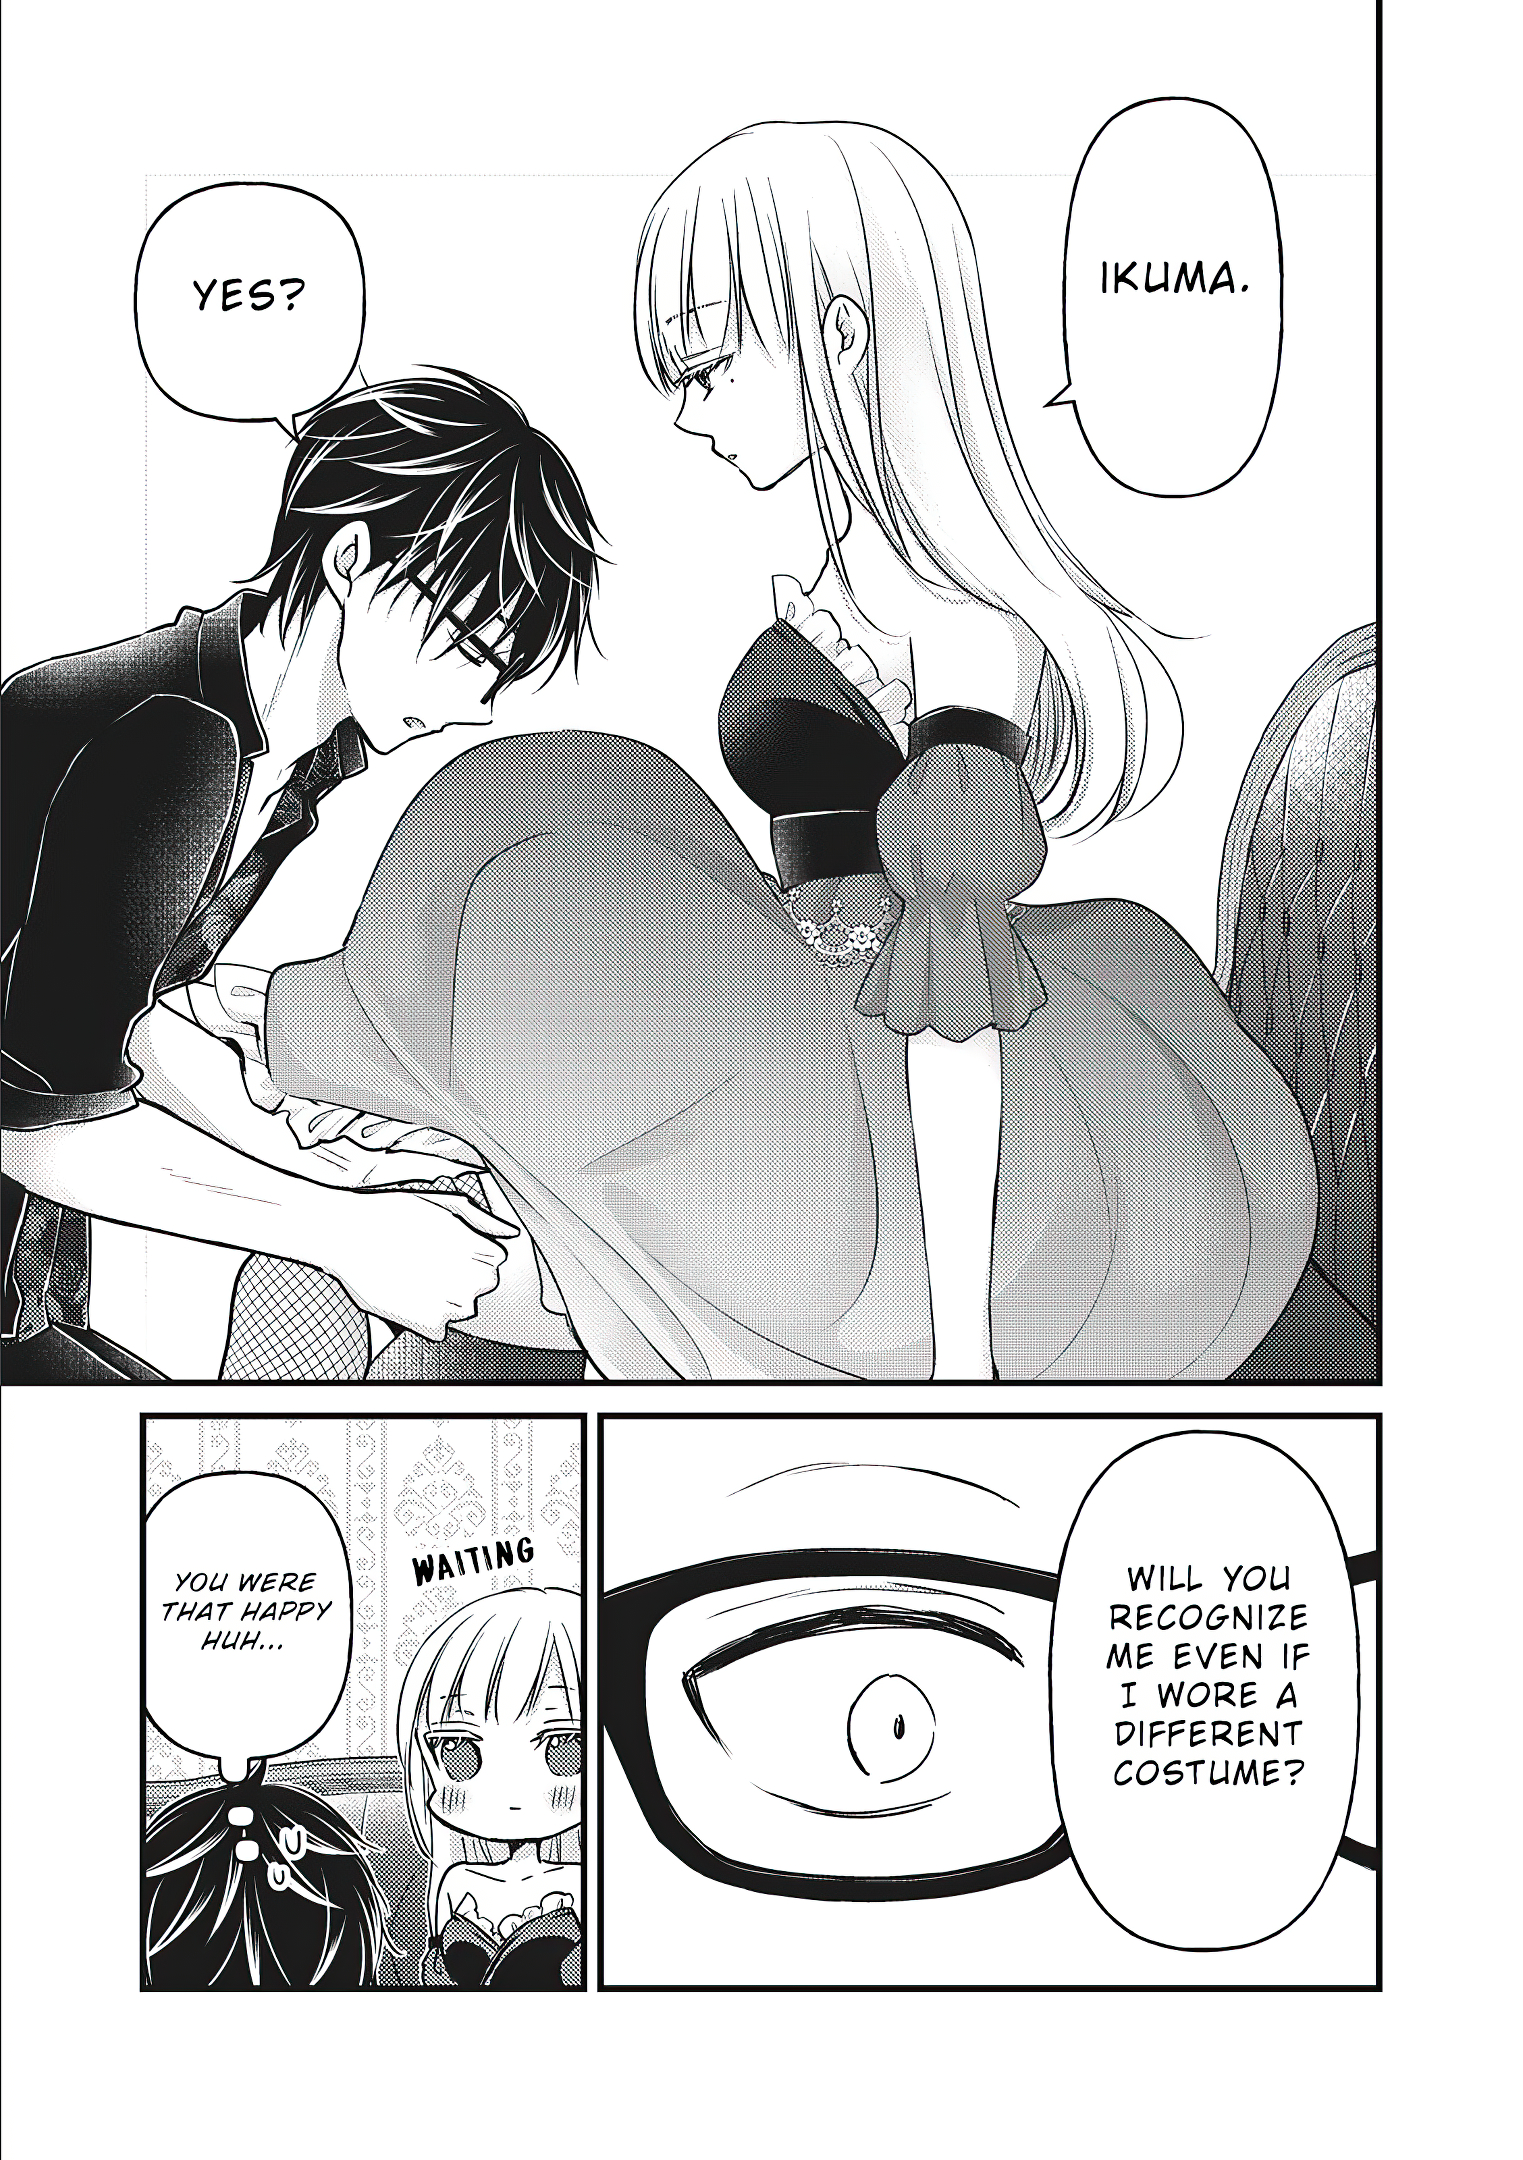 IKUMA.
YES?
WILL YOU
RECOGNIZE
ME EVEN IF
I WORE A
DIFFERENT
COSTUME?
WAITING
YOU WERE
THAT HAPPY
HUH...